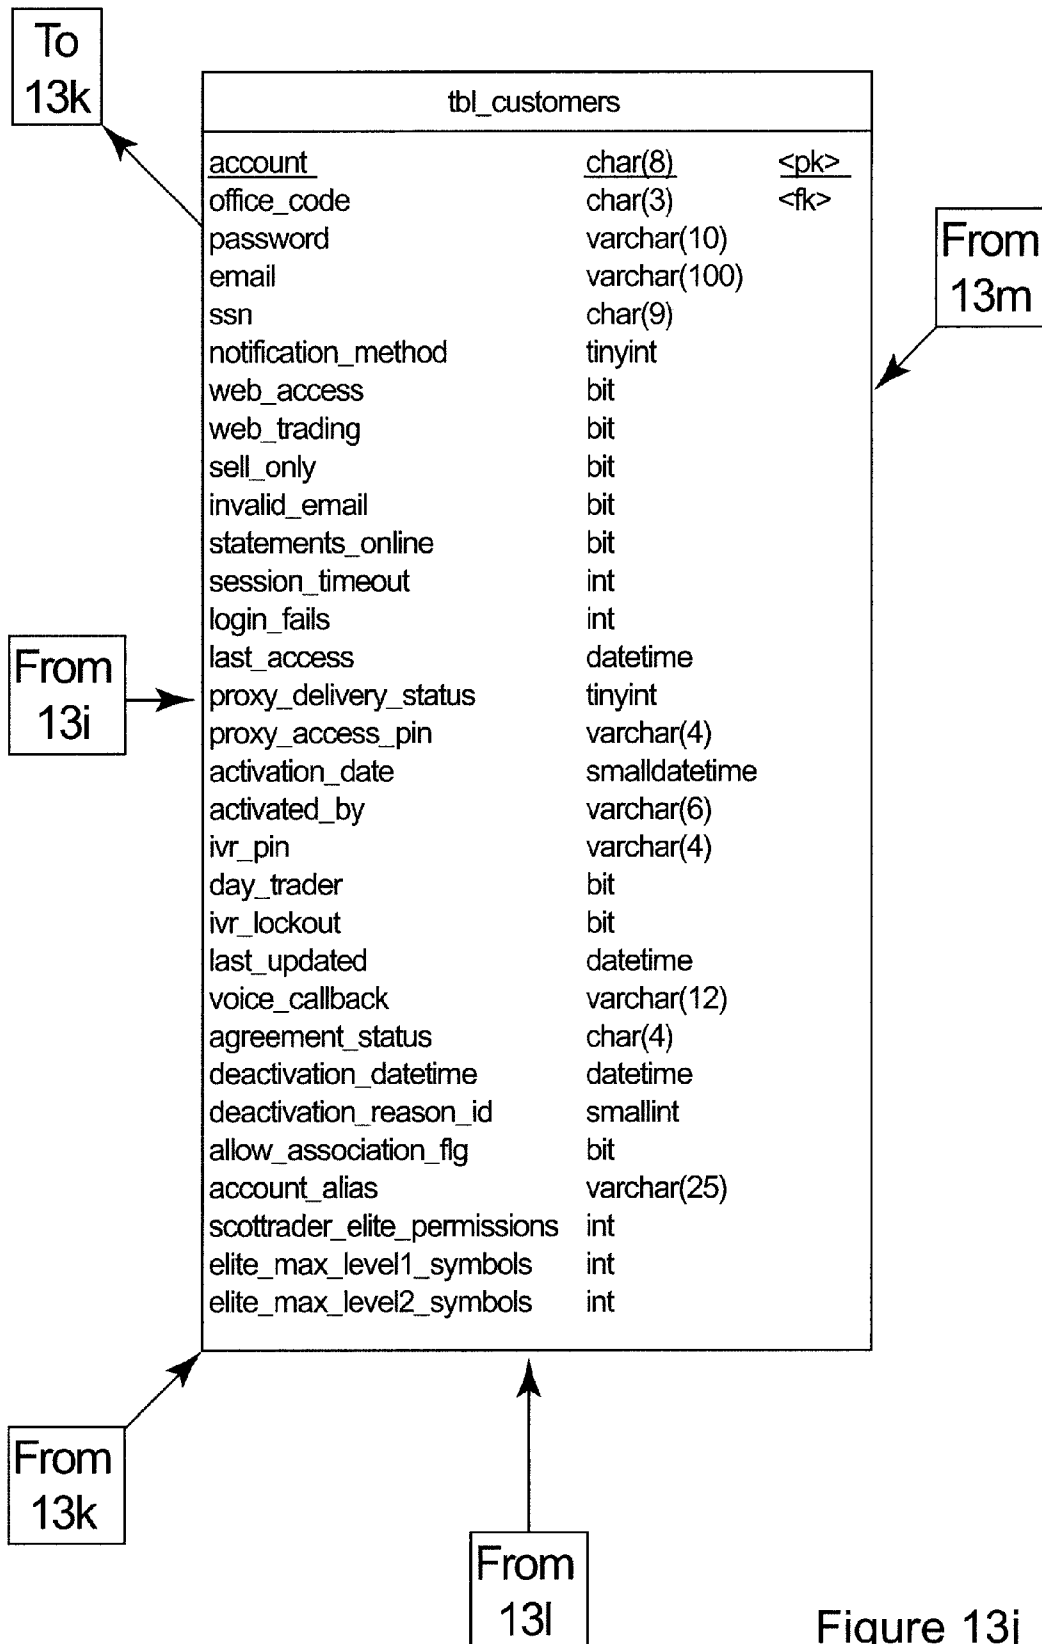 To
13k
tbl_customers
account char(8) <pk>
office_code char(3) <fk>
password varchar(10)
email varchar(100)
ssn char(9)
notification_method tinyint
web_access bit
web_trading bit
sell_only bit
invalid_email bit
statements_online bit
session_timeout int
login_fails int
last_access datetime
proxy_delivery_status tinyint
proxy_access_pin varchar(4)
activation_date smalldatetime
activated_by varchar(6)
ivr_pin varchar(4)
day_trader bit
ivr_lockout bit
last_updated datetime
voice_callback varchar(12)
agreement_status char(4)
deactivation_datetime datetime
deactivation_reason_id smallint
allow_association_flg bit
account_alias varchar(25)
scottrader_elite_permissions int
elite_max_level1_symbols int
elite_max_level2_symbols int
From
13m
From
13i
From
13k
From
13l
Figure